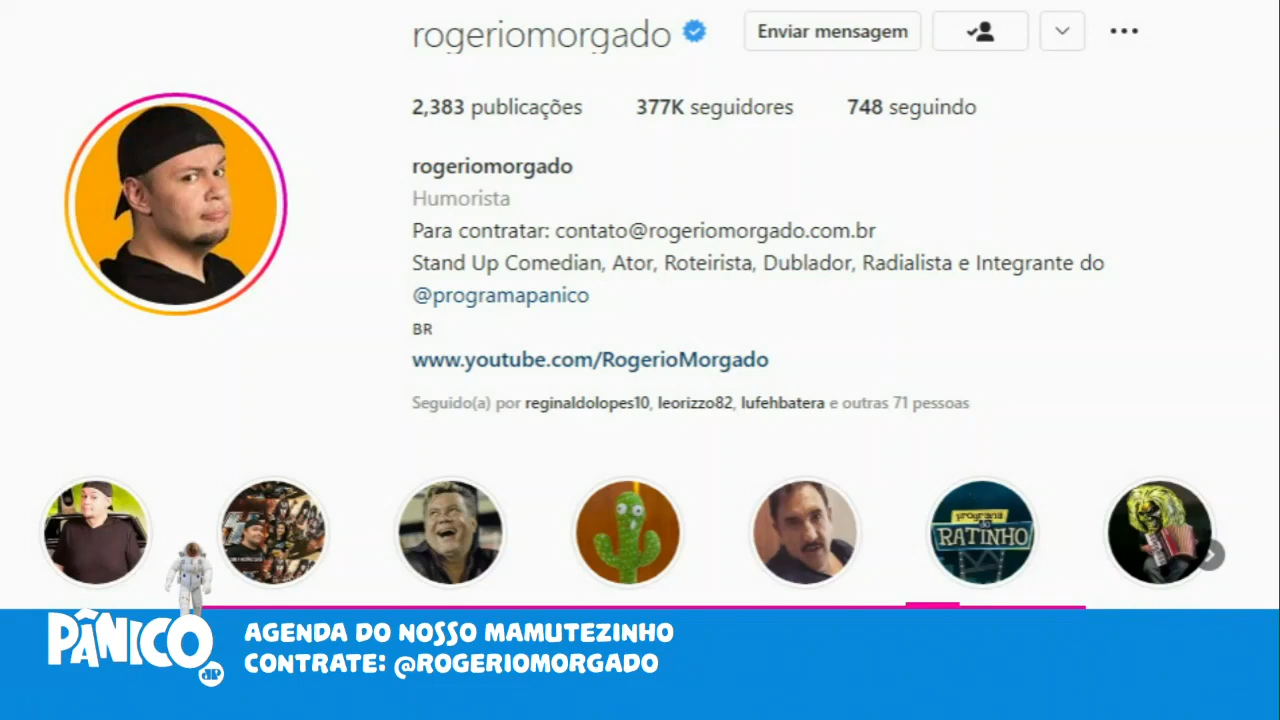 rogeriomorgado
Enviar mensagem
2,383 publicações 377K seguidores 748 seguindo
rogeriomorgado
Humorista
Para contratar: contato@rogeriomorgado.com.br
Stand Up Comedian, Ator, Roteirista, Dublador, Radialista e Integrante do
@programapanico
BR
www.youtube.com/RogerioMorgado
Seguido(a) por reginaldolopes10, leorizzo82, lufehbatera e outras 71 pessoas
programa
do
RATINHO
PÂNICO
JP
AGENDA DO NOSSO MAMUTEZINHO
CONTRATE: @ROGERIOMORGADO